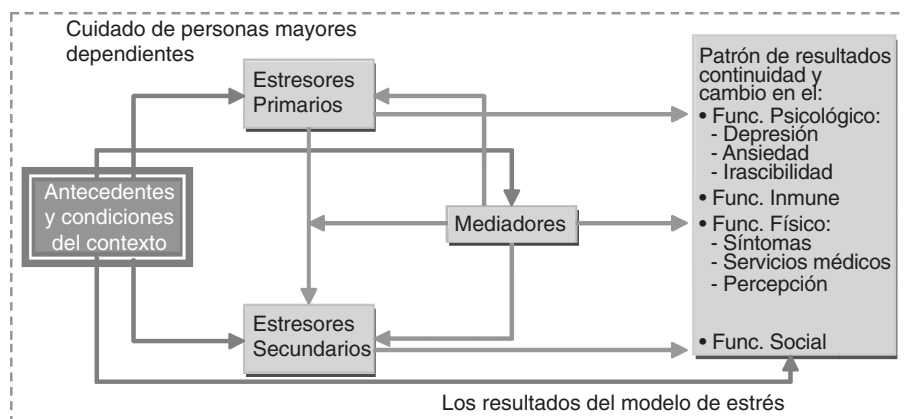 Cuidado de personas mayores
dependientes
Estresores
Primarios
Antecedentes
y condiciones
del contexto
Mediadores
Estresores
Secundarios
Patrón de resultados
continuidad y
cambio en el:
• Func. Psicológico:
- Depresión
- Ansiedad
- Irascibilidad
• Func. Inmune
• Func. Físico:
- Síntomas
- Servicios médicos
- Percepción
• Func. Social
Los resultados del modelo de estrés